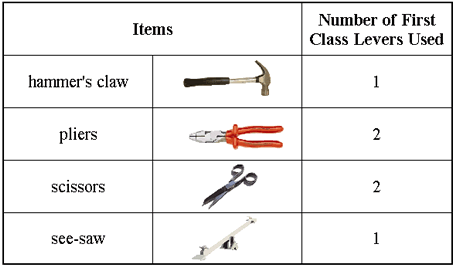 Items
Number of First
Class Levers Used
hammer's claw
1
pliers
2
scissors
2
see-saw
1